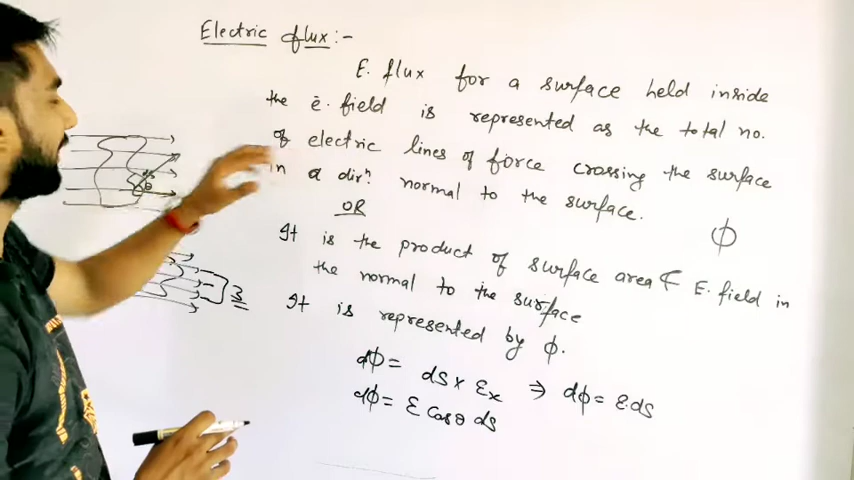 Electric flux :-
E. flux for a surface held inside
the ē. field is represented as the total no.
of electric lines of force crossing the surface
in a dirⁿ. normal to the surface.
OR
ϕ
It is the product of surface area & E. field in
the normal to the surface
It is represented by ϕ.
dϕ = ds × Ex ⇒ dϕ = E.ds
dϕ = E cosθ ds
θ
3